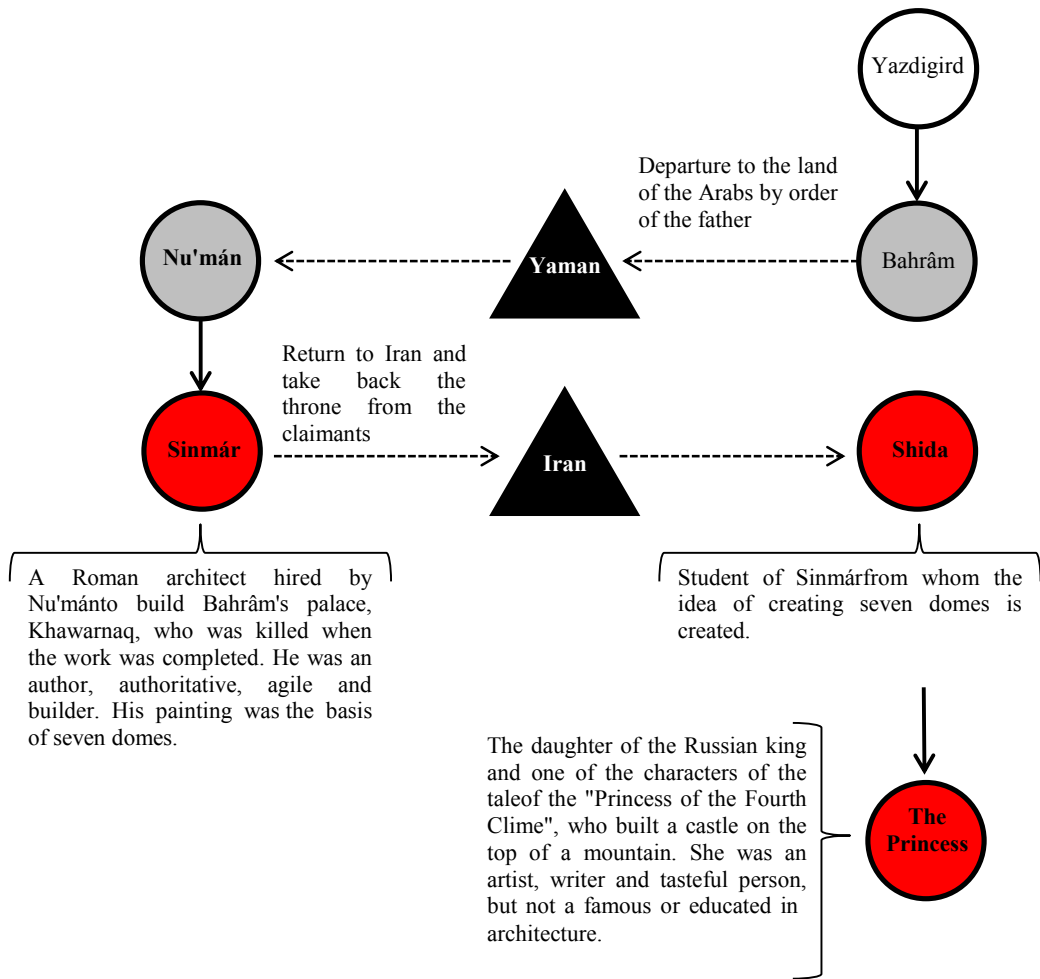 Yazdigird
Departure to the land
of the Arabs by order
of the father
Nu'mán
Yaman
Bahrâm
Return to Iran and
take back the
throne from the
claimants
Sinmár
Iran
Shida
A Roman architect hired by
Nu'mánto build Bahrâm's palace,
Khawarnaq, who was killed when
the work was completed. He was an
author, authoritative, agile and
builder. His painting was the basis
of seven domes.
Student of Sinmárfrom whom the
idea of creating seven domes is
created.
The daughter of the Russian king
and one of the characters of the
taleof the "Princess of the Fourth
Clime", who built a castle on the
top of a mountain. She was an
artist, writer and tasteful person,
but not a famous or educated in
architecture.
The
Princess